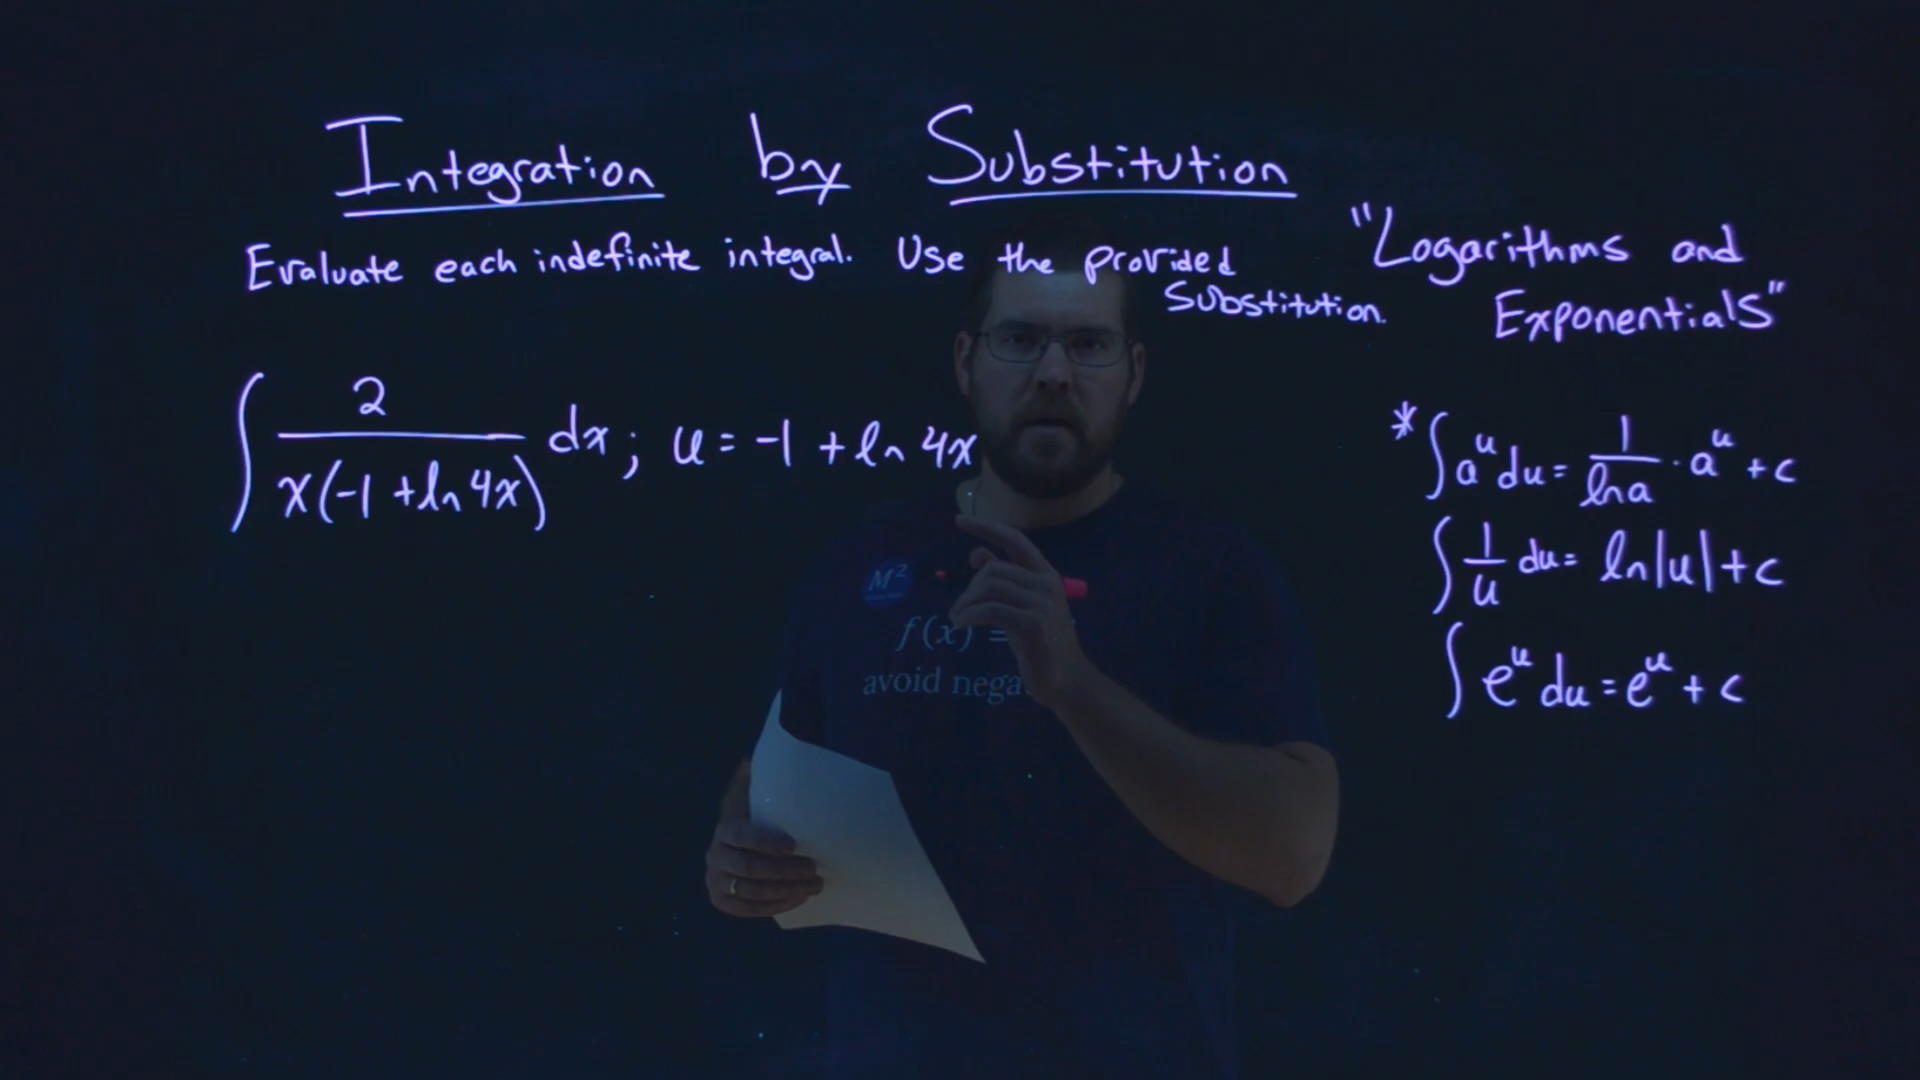 Integration by Substitution
Evaluate each indefinite integral. Use the provided
Substitution.
"Logarithms and
Exponentials"
∫ 2/(x(-1 + ln 4x)) dx ; u = -1 + ln 4x
* ∫ a^u du = 1/(ln a) · a^u + c
∫ 1/u du = ln|u| + c
∫ e^u du = e^u + c
M²
f(x) =
avoid nega